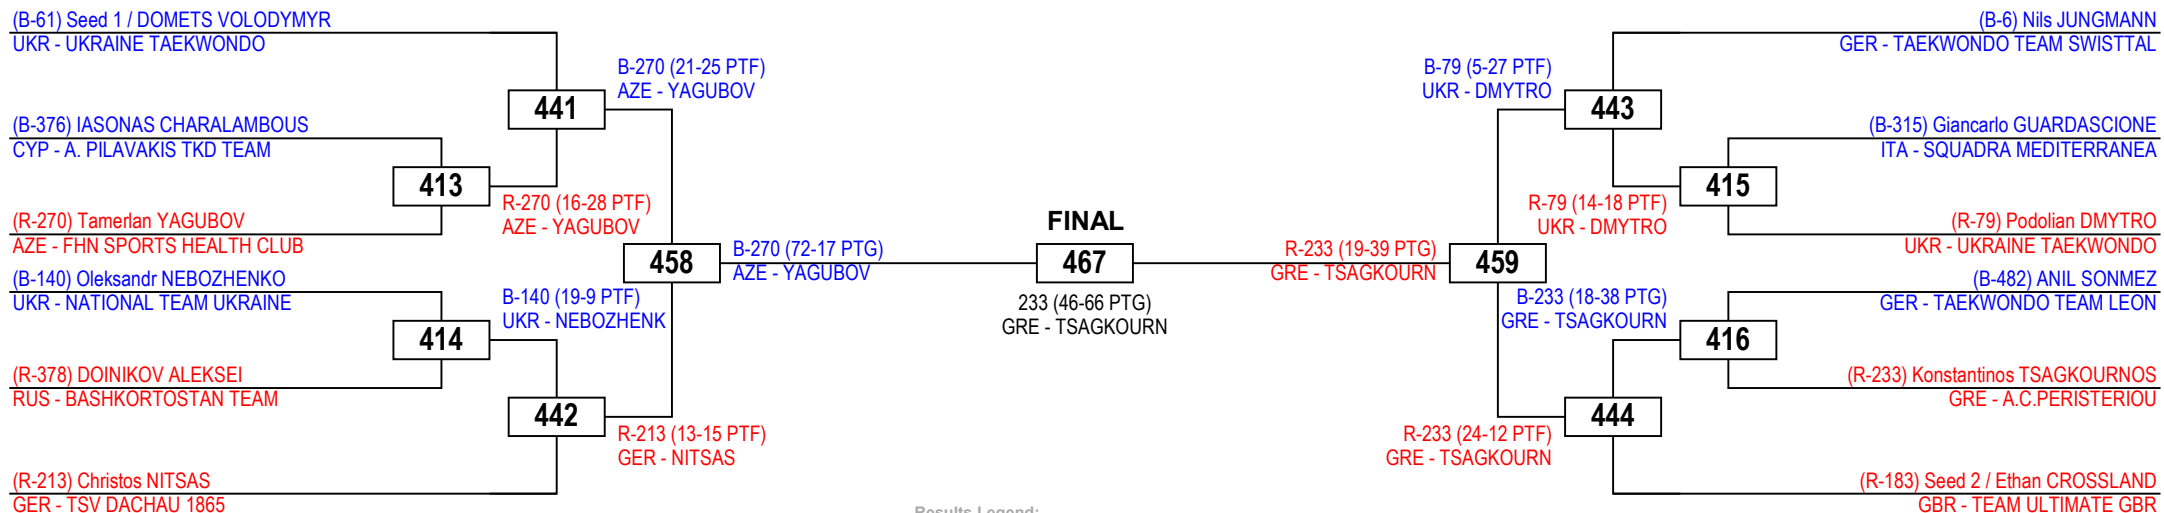 (B-61) Seed 1 / DOMETS VOLODYMYR
UKR - UKRAINE TAEKWONDO
(B-376) IASONAS CHARALAMBOUS
CYP - A. PILAVAKIS TKD TEAM
(R-270) Tamerlan YAGUBOV
AZE - FHN SPORTS HEALTH CLUB
(B-140) Oleksandr NEBOZHENKO
UKR - NATIONAL TEAM UKRAINE
(R-378) DOINIKOV ALEKSEI
RUS - BASHKORTOSTAN TEAM
(R-213) Christos NITSAS
GER - TSV DACHAU 1865
413
R-270 (16-28 PTF)
AZE - YAGUBOV
414
B-140 (19-9 PTF)
UKR - NEBOZHENK
441
B-270 (21-25 PTF)
AZE - YAGUBOV
442
R-213 (13-15 PTF)
GER - NITSAS
458
B-270 (72-17 PTG)
AZE - YAGUBOV
FINAL
467
233 (46-66 PTG)
GRE - TSAGKOURN
R-233 (19-39 PTG)
GRE - TSAGKOURN
459
B-79 (5-27 PTF)
UKR - DMYTRO
443
R-233 (24-12 PTF)
GRE - TSAGKOURN
444
R-79 (14-18 PTF)
UKR - DMYTRO
415
B-233 (18-38 PTG)
GRE - TSAGKOURN
416
(B-6) Nils JUNGMANN
GER - TAEKWONDO TEAM SWISTTAL
(B-315) Giancarlo GUARDASCIONE
ITA - SQUADRA MEDITERRANEA
(R-79) Podolian DMYTRO
UKR - UKRAINE TAEKWONDO
(B-482) ANIL SONMEZ
GER - TAEKWONDO TEAM LEON
(R-233) Konstantinos TSAGKOURNOS
GRE - A.C.PERISTERIOU
(R-183) Seed 2 / Ethan CROSSLAND
GBR - TEAM ULTIMATE GBR
Results Legend: